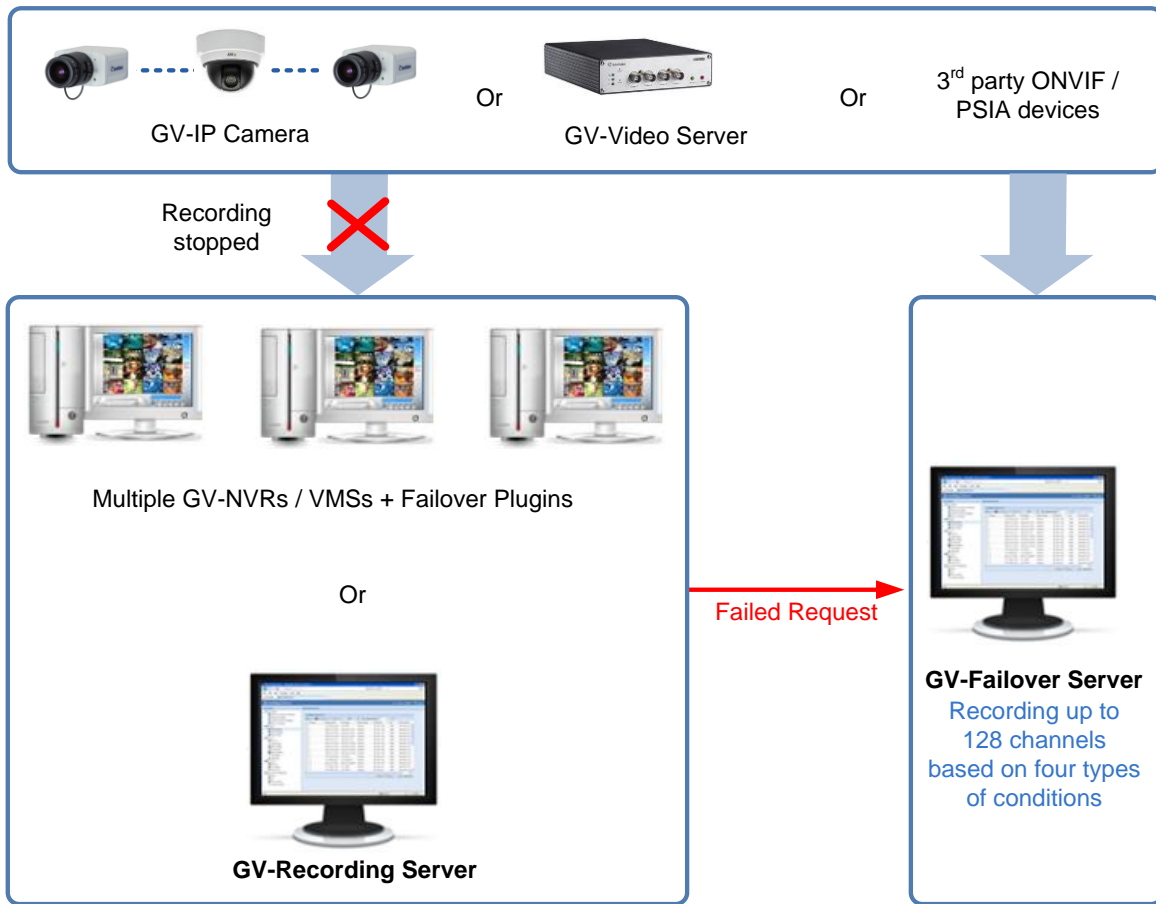 Or
Or
3rd party ONVIF /
PSIA devices
GV-IP Camera
GV-Video Server
Recording
stopped
Multiple GV-NVRs / VMSs + Failover Plugins
Or
GV-Recording Server
Failed Request
GV-Failover Server
Recording up to
128 channels
based on four types
of conditions